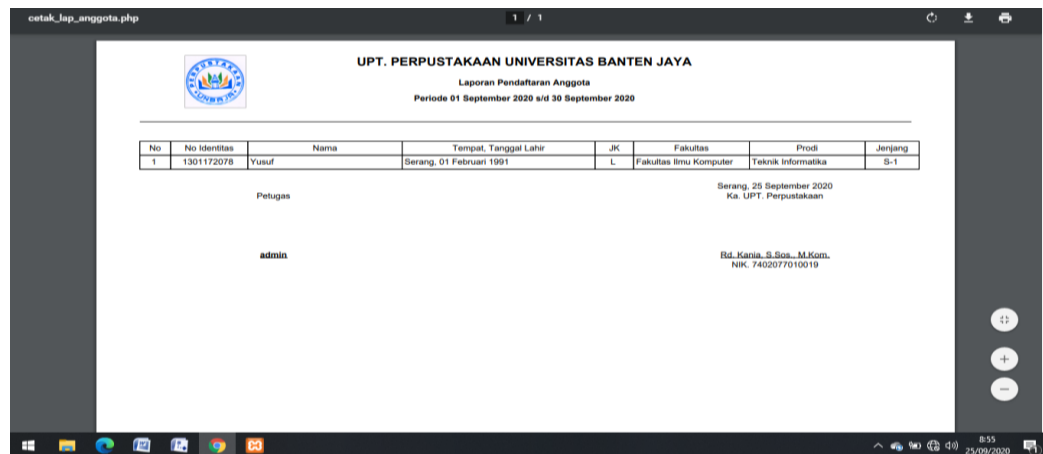 cetak_lap_anggota.php 1 / 1
PERPUSTAKAAN
UNBAJA
UPT. PERPUSTAKAAN UNIVERSITAS BANTEN JAYA
Laporan Pendaftaran Anggota
Periode 01 September 2020 s/d 30 September 2020
No No Identitas Nama Tempat, Tanggal Lahir JK Fakultas Prodi Jenjang
1 1301172078 Yusuf Serang, 01 Februari 1991 L Fakultas Ilmu Komputer Teknik Informatika S-1
Serang, 25 September 2020
Petugas Ka. UPT. Perpustakaan
admin Rd. Kania, S.Sos., M.Kom.
NIK. 7402077010019
8:55
25/09/2020